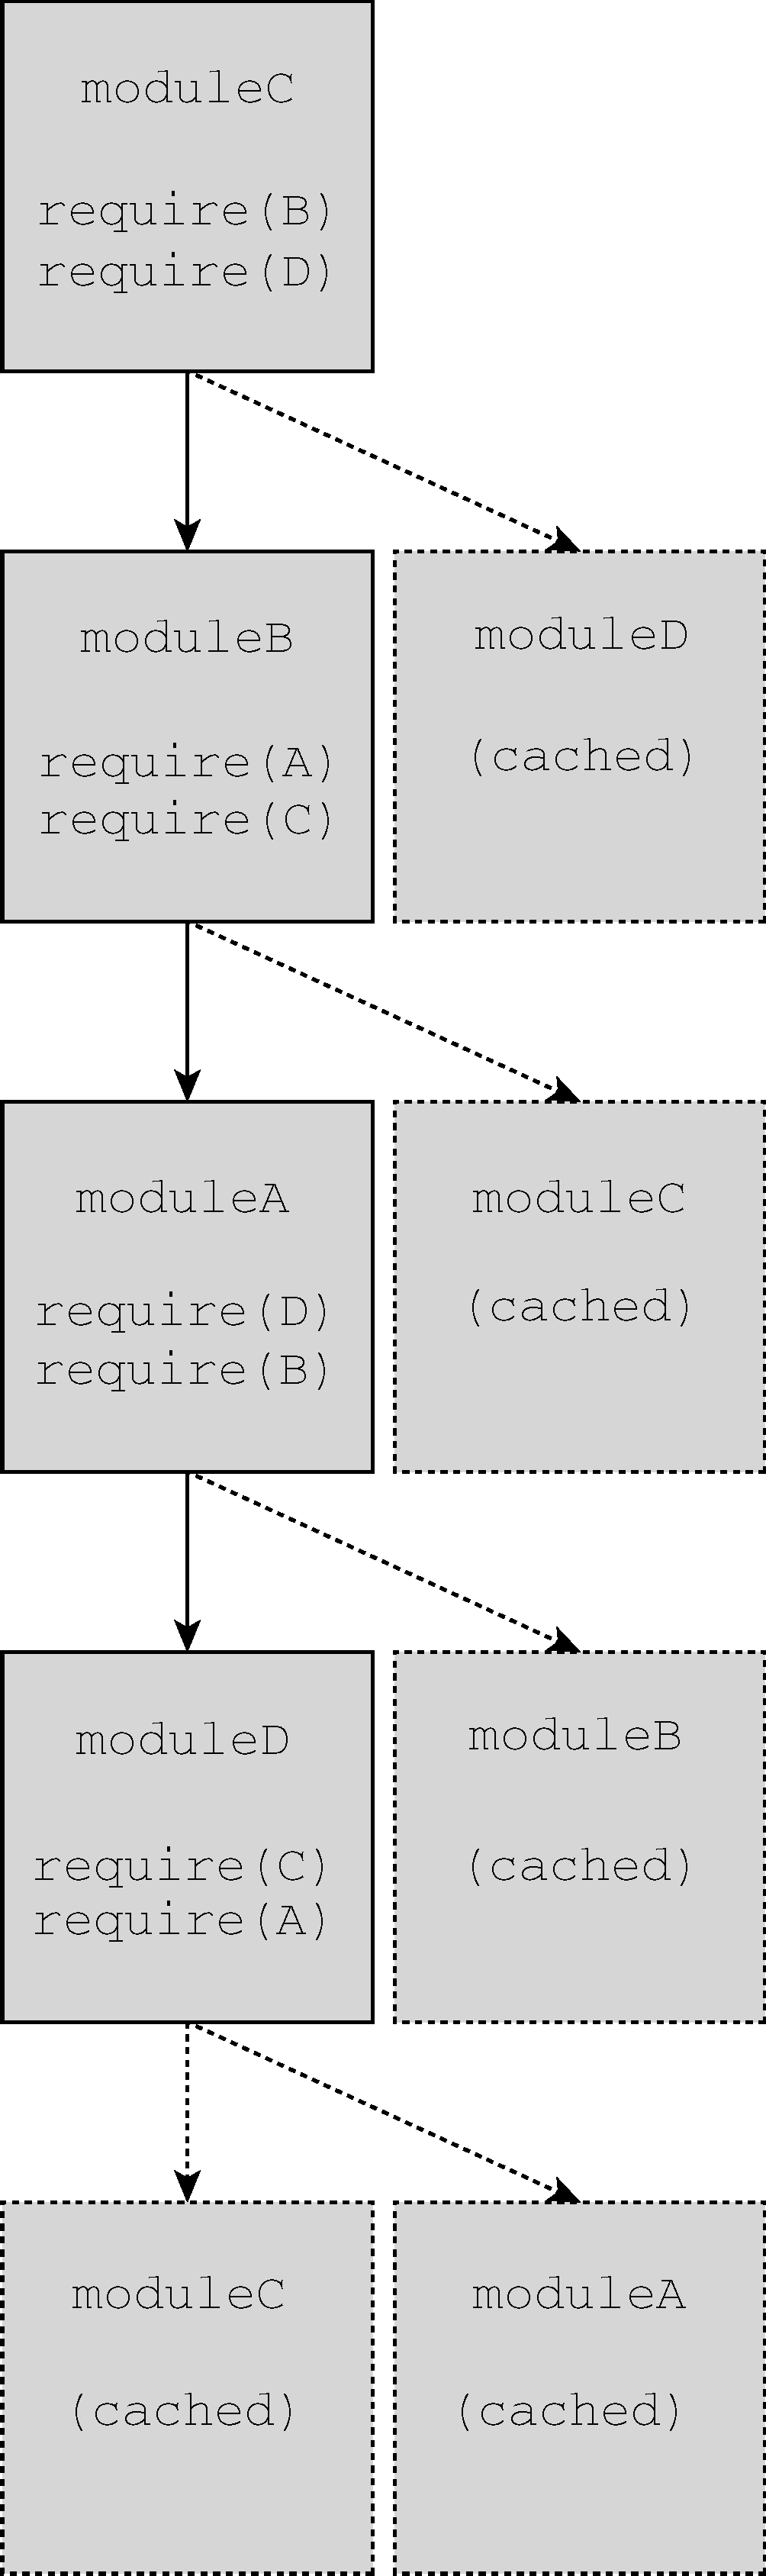 moduleC
require(B)
require(D)
moduleB
require(A)
require(C)
moduleD
(cached)
moduleA
require(D)
require(B)
moduleC
(cached)
moduleD
require(C)
require(A)
moduleB
(cached)
moduleC
(cached)
moduleA
(cached)